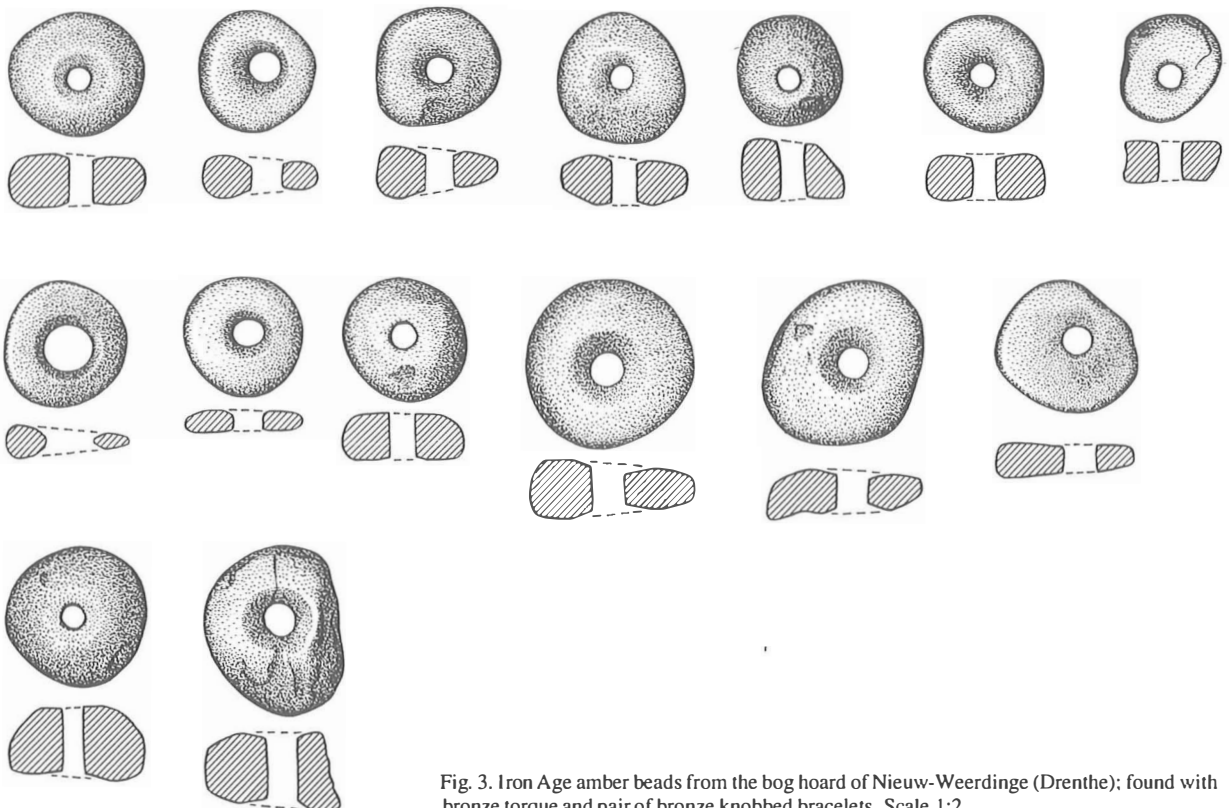 Fig. 3. Iron Age amber beads from the bog hoard of Nieuw-Weerdinge (Drenthe); found with
bronze torque and pair of bronze knobbed bracelets. Scale 1:2.